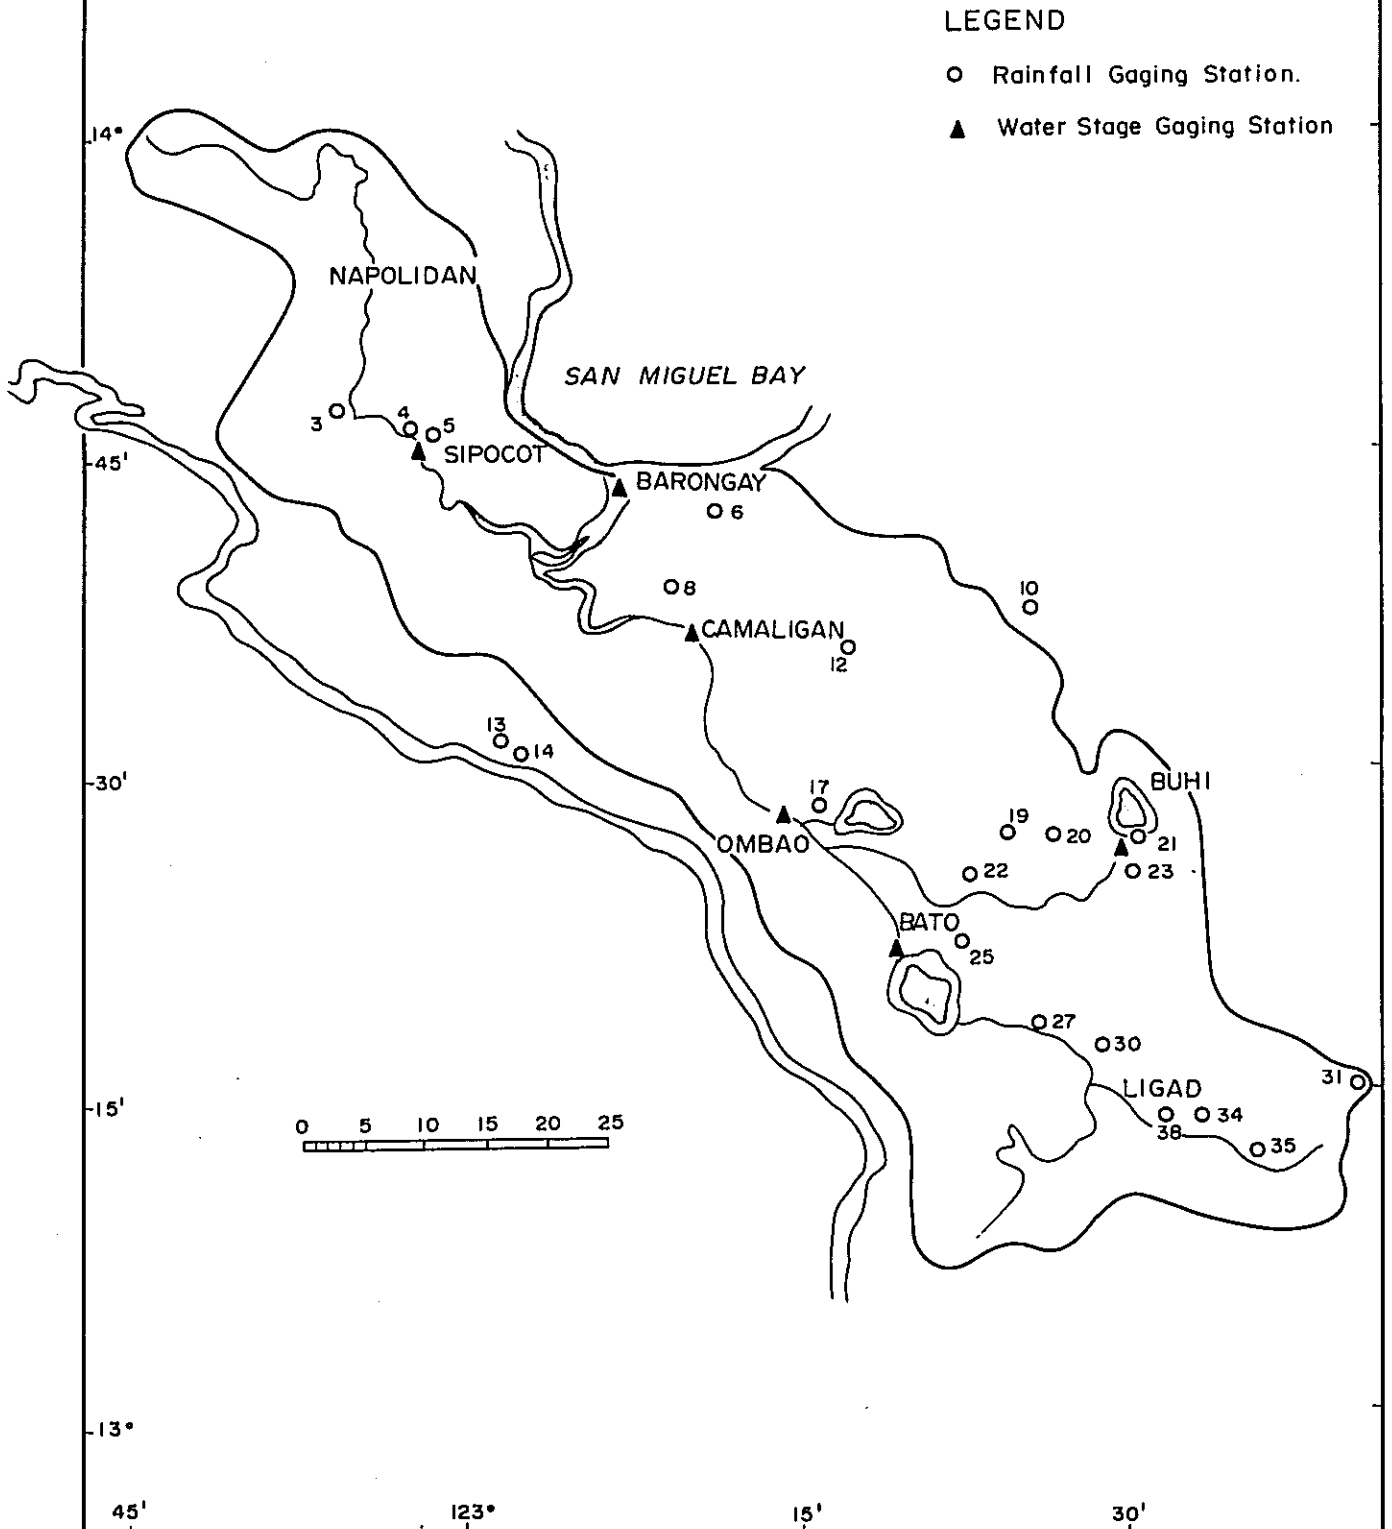 LEGEND
Rainfall Gaging Station.
Water Stage Gaging Station
14°
NAPOLIDAN
SAN MIGUEL BAY
3
4
5
SIPOCOT
45'
BARONGAY
6
8
10
CAMALIGAN
12
13
14
30'
BUHI
17
19
20
21
OMBAO
22
23
BATO
25
27
30
31
LIGAD
15'
0 5 10 15 20 25
34
38
35
13°
45' 123° 15' 30'